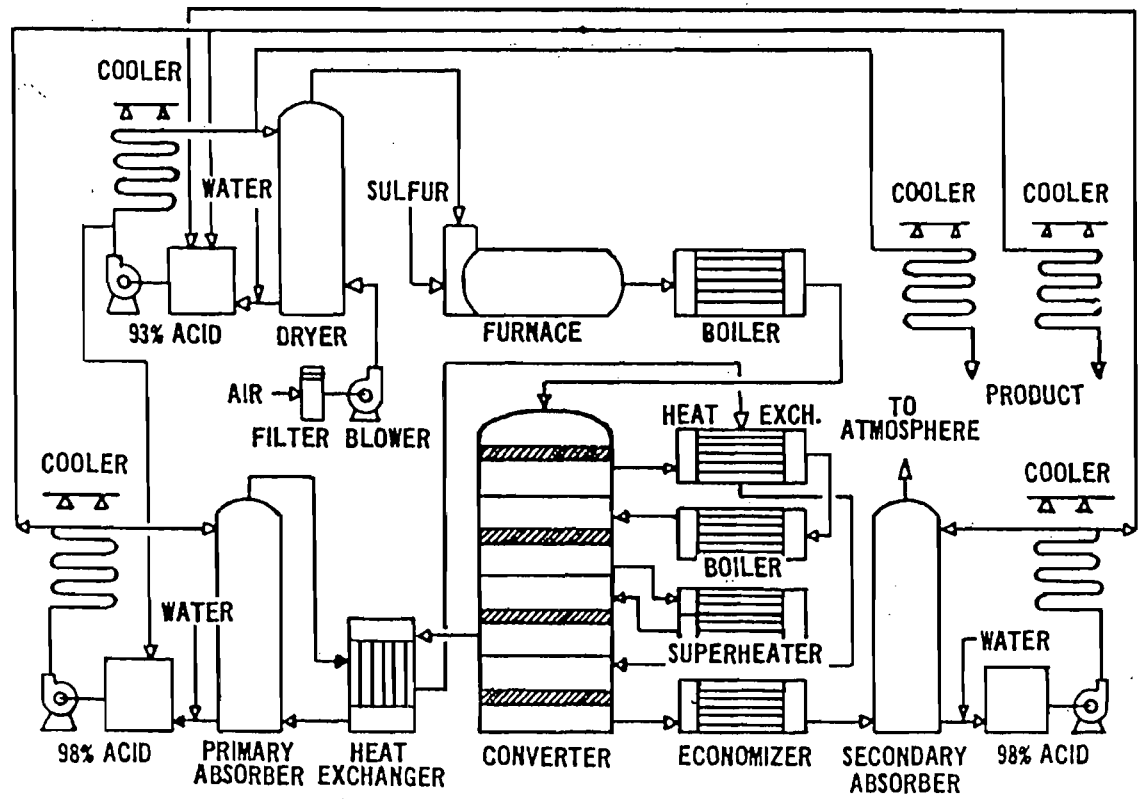 COOLER
WATER
SULFUR
COOLER
COOLER
93% ACID
DRYER
FURNACE
BOILER
PRODUCT
AIR
FILTER
BLOWER
HEAT EXCH.
TO
ATMOSPHERE
COOLER
COOLER
BOILER
WATER
SUPERHEATER
WATER
98% ACID
PRIMARY
ABSORBER
HEAT
EXCHANGER
CONVERTER
ECONOMIZER
SECONDARY
ABSORBER
98% ACID